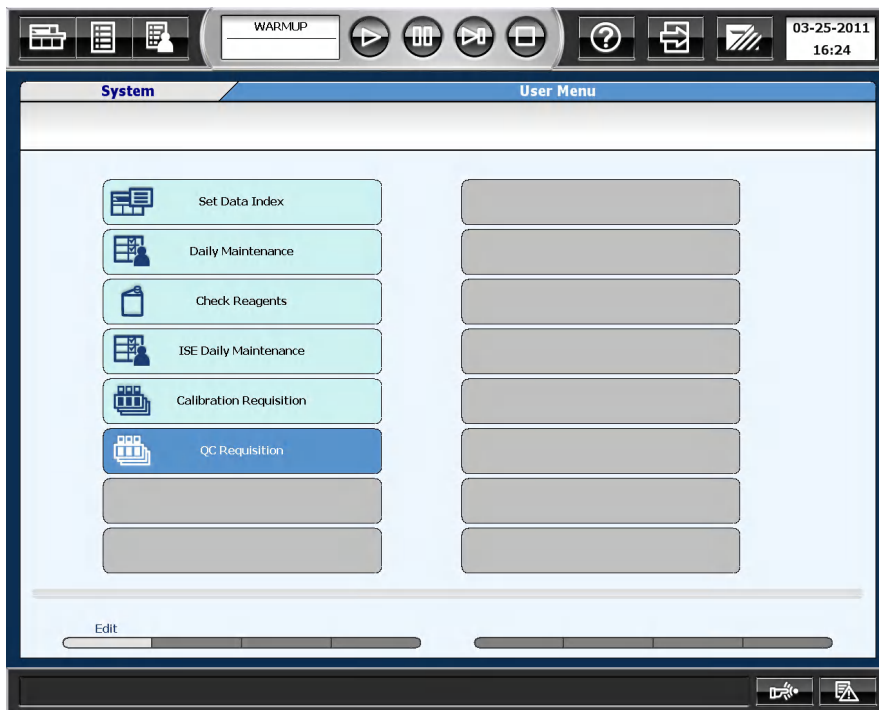 WARMUP
03-25-2011
16:24
System
User Menu
Set Data Index
Daily Maintenance
Check Reagents
ISE Daily Maintenance
Calibration Requisition
QC Requisition
Edit